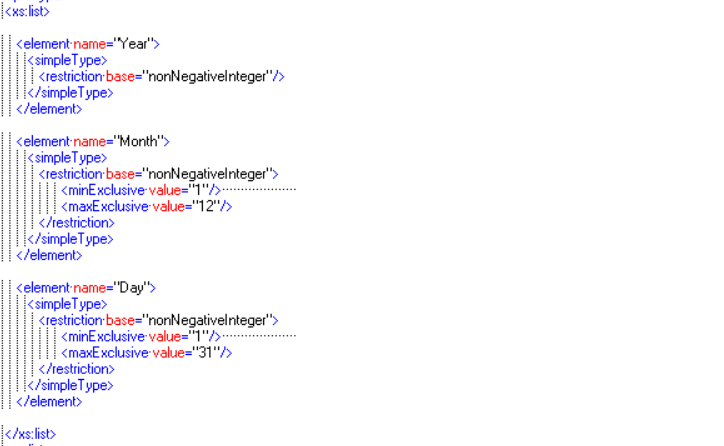 <xs:list>
<element name="Year">
<simpleType>
<restriction base="nonNegativeInteger"/>
</simpleType>
</element>
<element name="Month">
<simpleType>
<restriction base="nonNegativeInteger">
<minExclusive value="1"/>
<maxExclusive value="12"/>
</restriction>
</simpleType>
</element>
<element name="Day">
<simpleType>
<restriction base="nonNegativeInteger">
<minExclusive value="1"/>
<maxExclusive value="31"/>
</restriction>
</simpleType>
</element>
</xs:list>